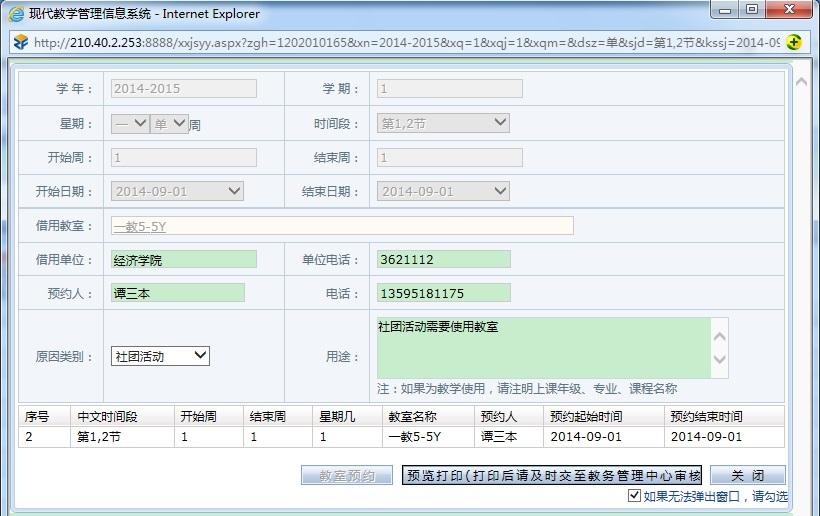 现代教学管理信息系统 - Internet Explorer
http://210.40.2.253:8888/xxjsyy.aspx?zgh=1202010165&xn=2014-2015&xq=1&xqj=1&xqm=&dsz=单&sjd=第1,2节&kssj=2014-09
学 年： 2014-2015 学 期： 1
星期： 一 单 周 时间段： 第1,2节
开始周： 1 结束周： 1
开始日期： 2014-09-01 结束日期： 2014-09-01
借用教室： 一教5-5Y
借用单位： 经济学院 单位电话： 3621112
预约人： 谭三本 电话： 13595181175
原因类别： 社团活动 用途： 社团活动需要使用教室
注：如果为教学使用，请注明上课年级、专业、课程名称
序号 中文时间段 开始周 结束周 星期几 教室名称 预约人 预约起始时间 预约结束时间
2 第1,2节 1 1 1 一教5-5Y 谭三本 2014-09-01 2014-09-01
教室预约 预览打印(打印后请及时交至教务管理中心审核 关 闭
如果无法弹出窗口，请勾选